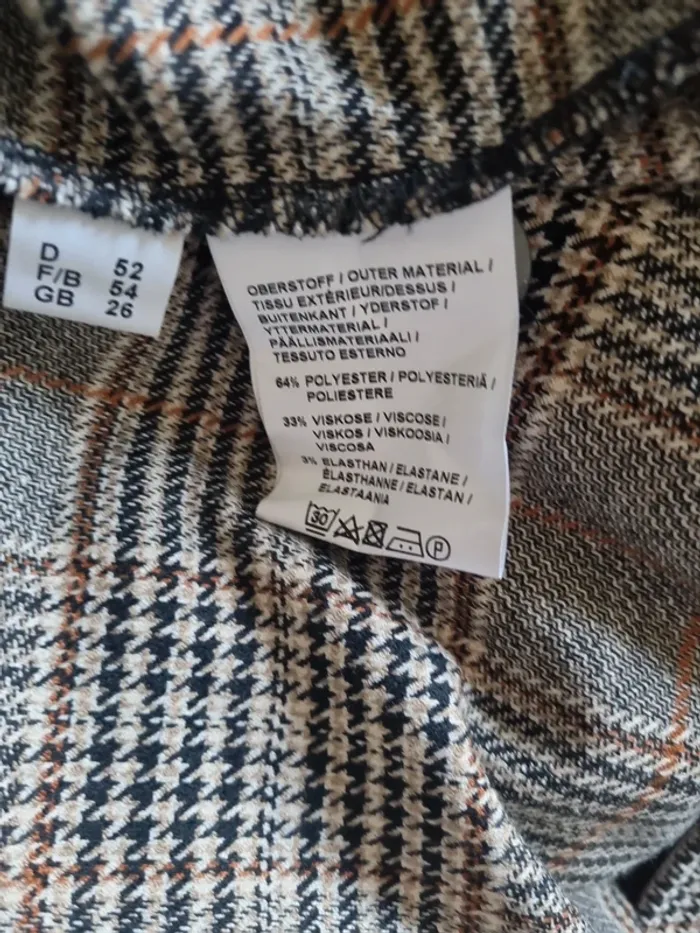 D 52
F/B 54
GB 26
OBERSTOFF / OUTER MATERIAL /
TISSU EXTÉRIEUR/DESSUS /
BUITENKANT / YDERSTOF /
YTTERMATERIAL /
PÄÄLLISMATERIAALI /
TESSUTO ESTERNO
64% POLYESTER / POLYESTERIÄ /
POLIESTERE
33% VISKOSE / VISCOSE /
VISKOS / VISKOOSIA /
VISCOSA
3% ELASTHAN / ELASTANE /
ÉLASTHANNE / ELASTAN /
ELASTAANIA
30 P